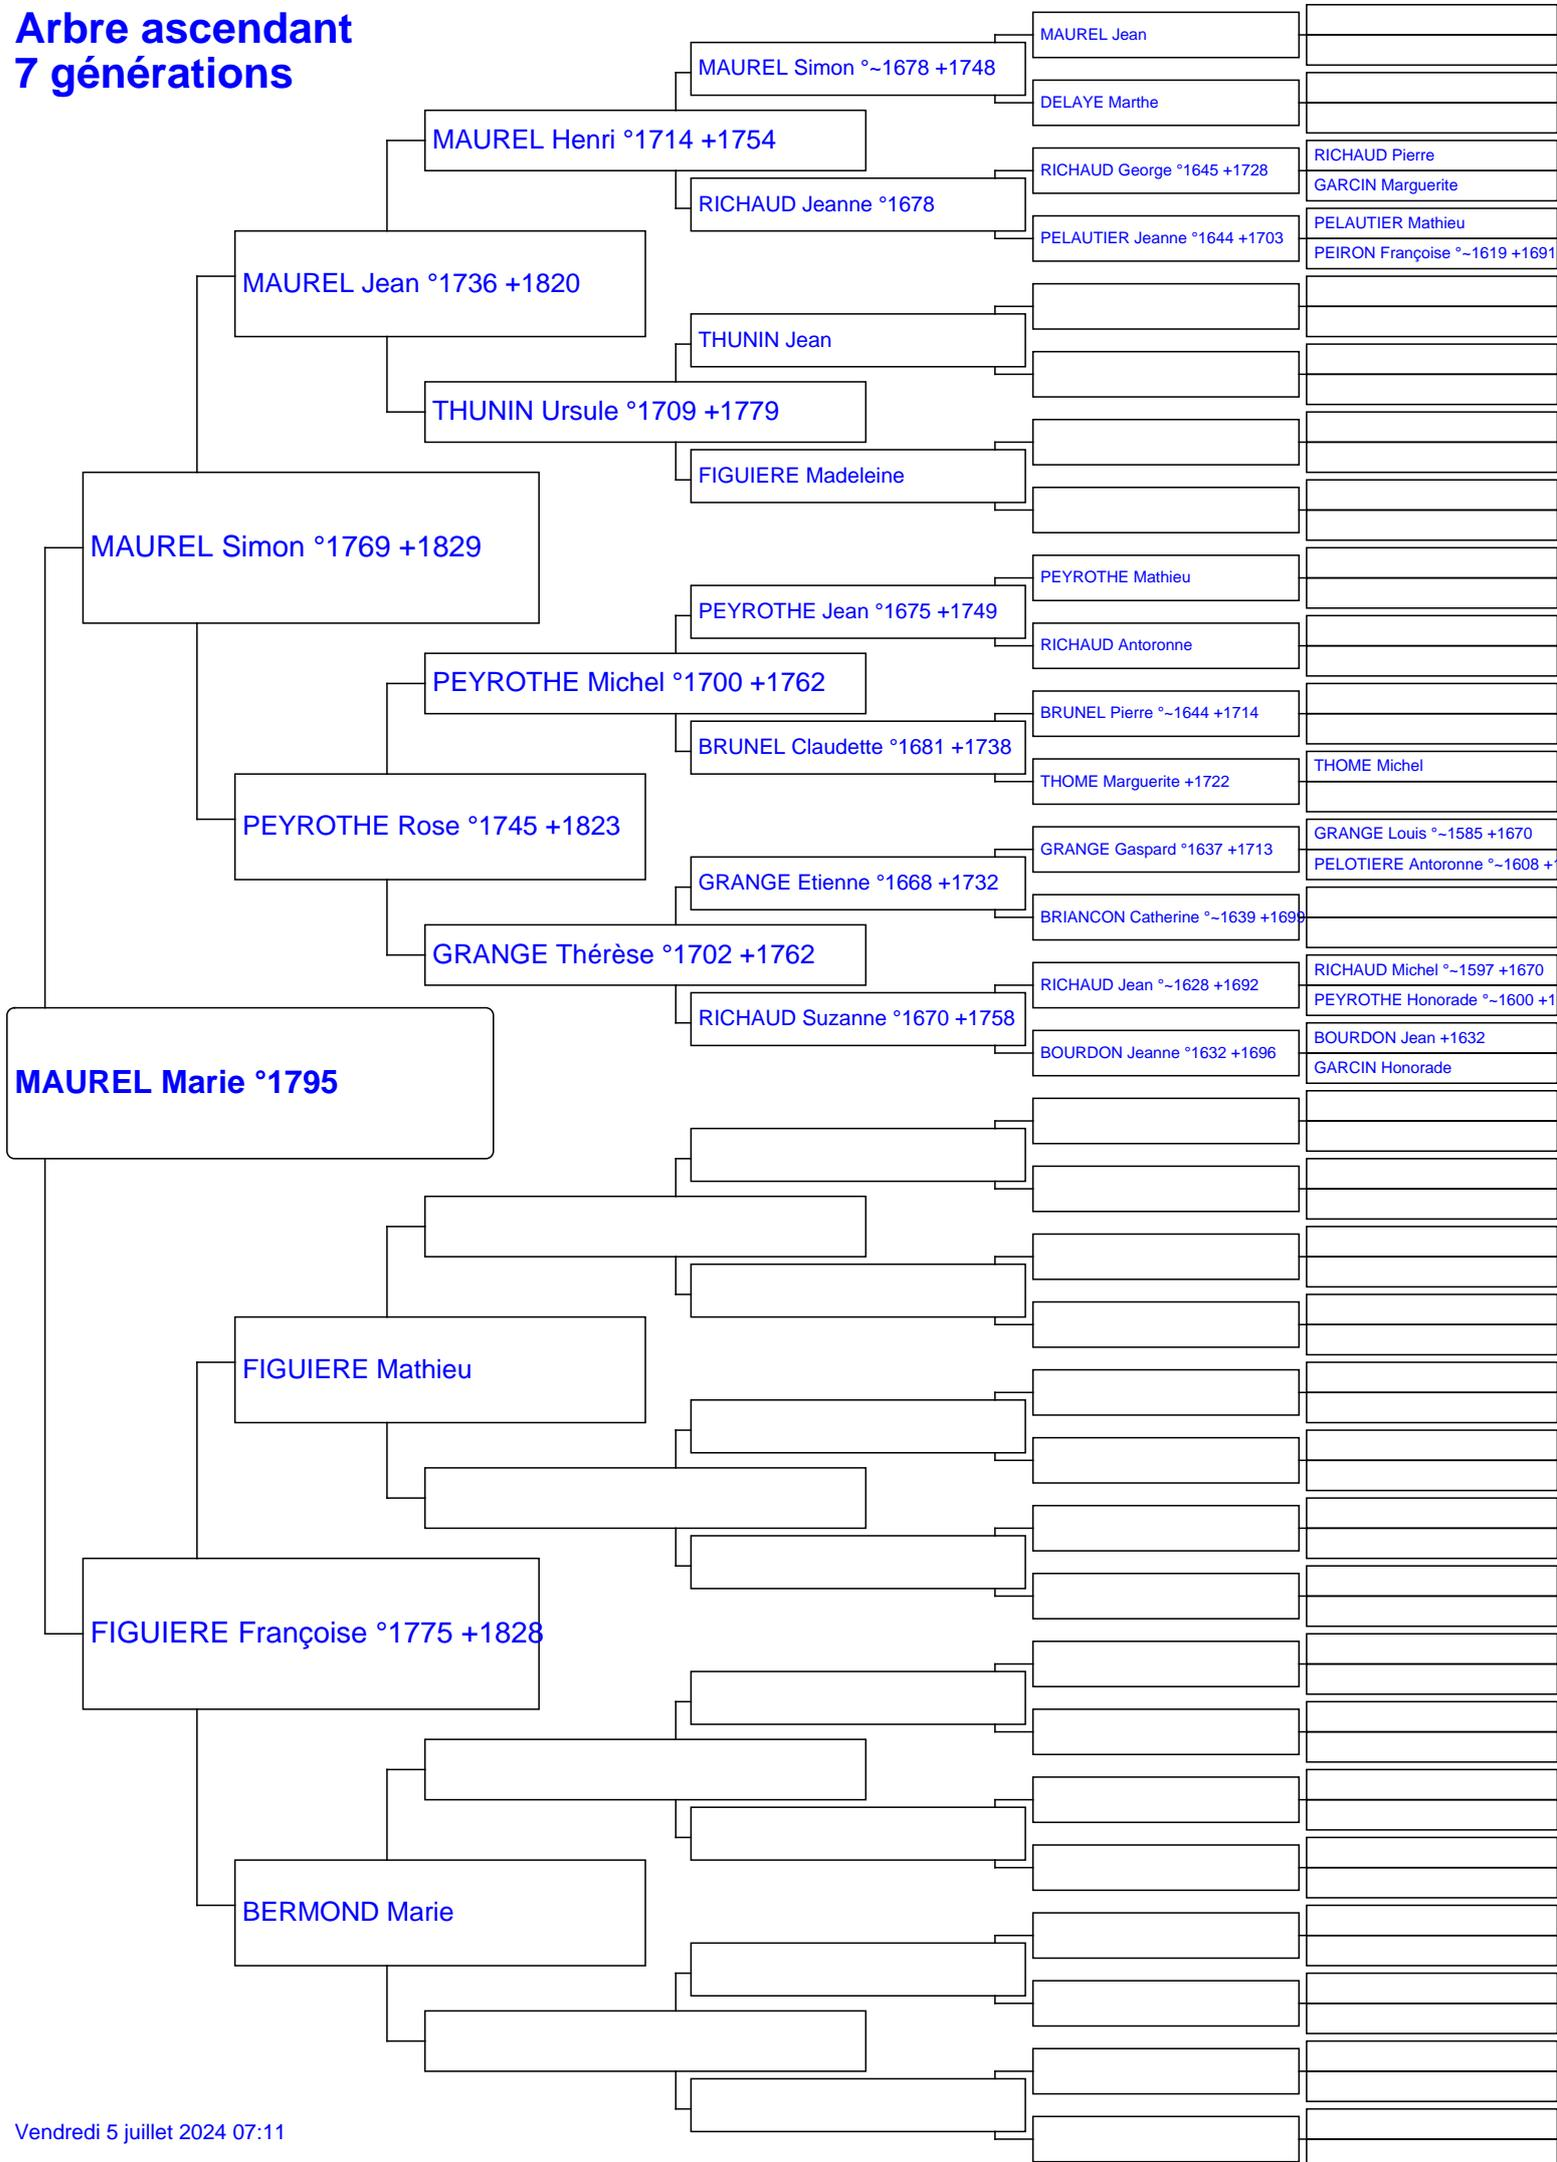 Arbre ascendant
7 générations
MAUREL Jean
MAUREL Simon °~1678 +1748
DELAYE Marthe
MAUREL Henri °1714 +1754
RICHAUD Pierre
RICHAUD George °1645 +1728
GARCIN Marguerite
RICHAUD Jeanne °1678
PELAUTIER Mathieu
PELAUTIER Jeanne °1644 +1703
PEIRON Françoise °~1619 +1691
MAUREL Jean °1736 +1820
THUNIN Jean
THUNIN Ursule °1709 +1779
FIGUIERE Madeleine
MAUREL Simon °1769 +1829
PEYROTHE Mathieu
PEYROTHE Jean °1675 +1749
RICHAUD Antoronne
PEYROTHE Michel °1700 +1762
BRUNEL Pierre °~1644 +1714
BRUNEL Claudette °1681 +1738
THOME Michel
THOME Marguerite +1722
PEYROTHE Rose °1745 +1823
GRANGE Louis °~1585 +1670
GRANGE Gaspard °1637 +1713
PELOTIERE Antoronne °~1608
GRANGE Etienne °1668 +1732
BRIANCON Catherine °~1639 +1699
GRANGE Thérèse °1702 +1762
RICHAUD Michel °~1597 +1670
RICHAUD Jean °~1628 +1692
PEYROTHE Honorade °~1600
RICHAUD Suzanne °1670 +1758
BOURDON Jean +1632
BOURDON Jeanne °1632 +1696
GARCIN Honorade
MAUREL Marie °1795
FIGUIERE Mathieu
FIGUIERE Françoise °1775 +1828
BERMOND Marie
Vendredi 5 juillet 2024 07:11